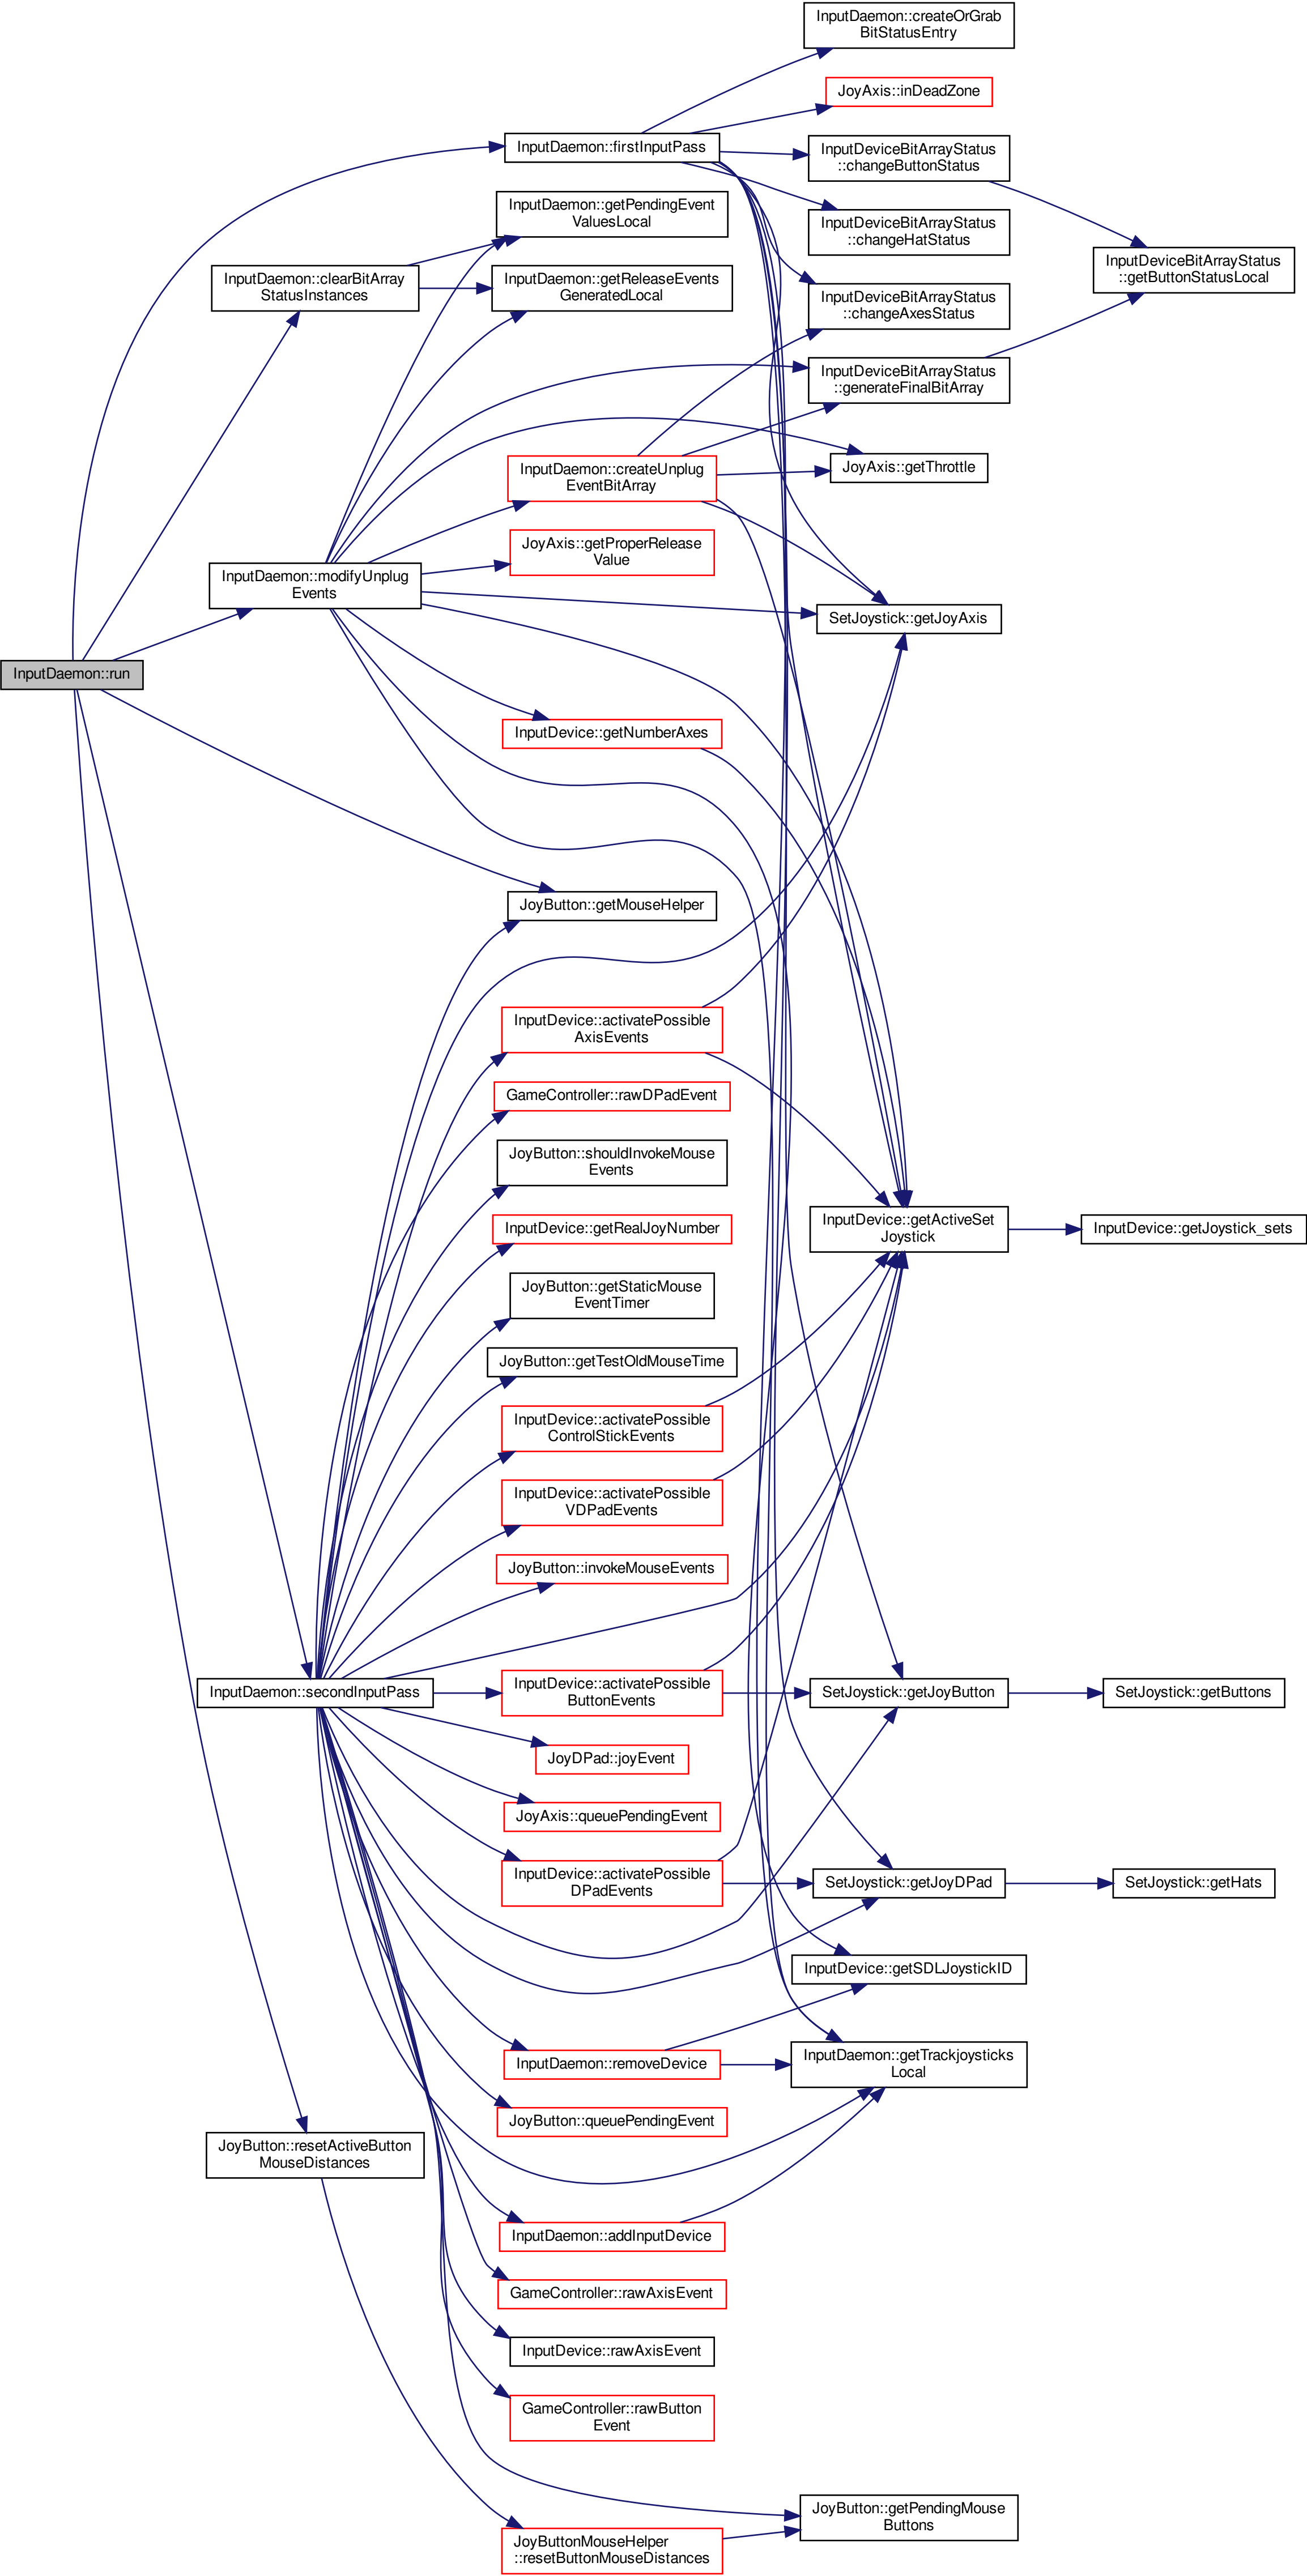 InputDaemon::createOrGrab
BitStatusEntry
JoyAxis::inDeadZone
InputDaemon::firstInputPass
InputDeviceBitArrayStatus
::changeButtonStatus
InputDaemon::getPendingEvent
ValuesLocal
InputDeviceBitArrayStatus
::changeHatStatus
InputDeviceBitArrayStatus
::getButtonStatusLocal
InputDaemon::clearBitArray
StatusInstances
InputDaemon::getReleaseEvents
GeneratedLocal
InputDeviceBitArrayStatus
::changeAxesStatus
InputDeviceBitArrayStatus
::generateFinalBitArray
InputDaemon::createUnplug
EventBitArray
JoyAxis::getThrottle
JoyAxis::getProperRelease
Value
InputDaemon::modifyUnplug
Events
SetJoystick::getJoyAxis
InputDaemon::run
InputDevice::getNumberAxes
JoyButton::getMouseHelper
InputDevice::activatePossible
AxisEvents
GameController::rawDPadEvent
JoyButton::shouldInvokeMouse
Events
InputDevice::getRealJoyNumber
InputDevice::getActiveSet
Joystick
InputDevice::getJoystick_sets
JoyButton::getStaticMouse
EventTimer
JoyButton::getTestOldMouseTime
InputDevice::activatePossible
ControlStickEvents
InputDevice::activatePossible
VDPadEvents
JoyButton::invokeMouseEvents
InputDaemon::secondInputPass
InputDevice::activatePossible
ButtonEvents
SetJoystick::getJoyButton
SetJoystick::getButtons
JoyDPad::joyEvent
JoyAxis::queuePendingEvent
InputDevice::activatePossible
DPadEvents
SetJoystick::getJoyDPad
SetJoystick::getHats
InputDevice::getSDLJoystickID
InputDaemon::removeDevice
InputDaemon::getTrackjoysticks
Local
JoyButton::queuePendingEvent
JoyButton::resetActiveButton
MouseDistances
InputDaemon::addInputDevice
GameController::rawAxisEvent
InputDevice::rawAxisEvent
GameController::rawButton
Event
JoyButton::getPendingMouse
Buttons
JoyButtonMouseHelper
::resetButtonMouseDistances